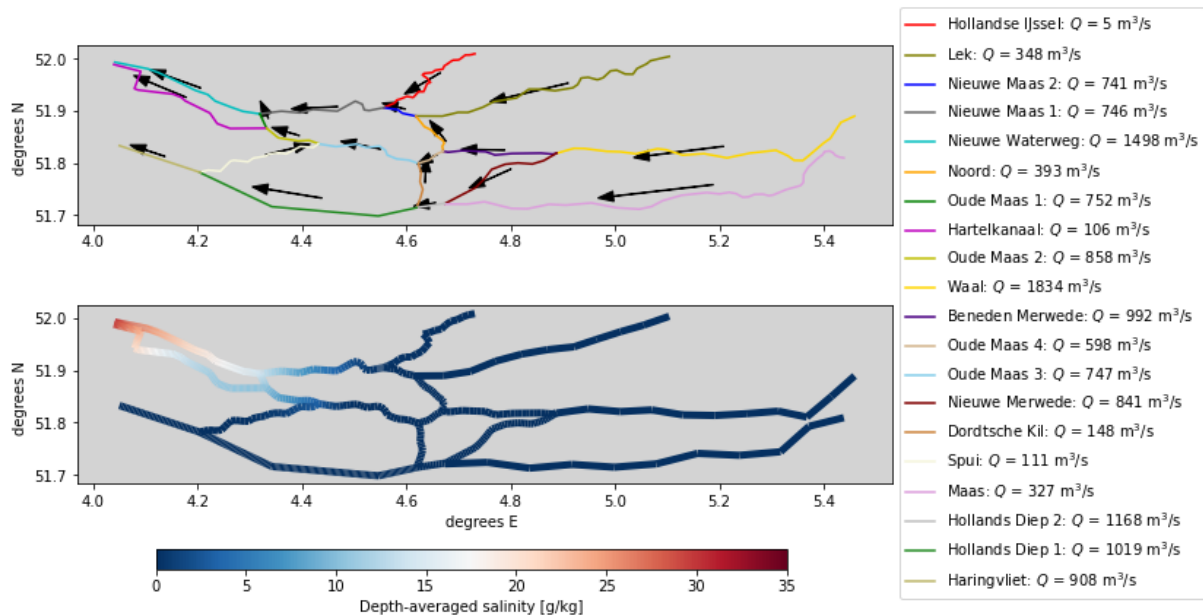 degrees N
52.0
51.9
51.8
51.7
4.0 4.2 4.4 4.6 4.8 5.0 5.2 5.4
degrees N
52.0
51.9
51.8
51.7
4.0 4.2 4.4 4.6 4.8 5.0 5.2 5.4
degrees E
0 5 10 15 20 25 30 35
Depth-averaged salinity [g/kg]
Hollandse IJssel: Q = 5 m³/s
Lek: Q = 348 m³/s
Nieuwe Maas 2: Q = 741 m³/s
Nieuwe Maas 1: Q = 746 m³/s
Nieuwe Waterweg: Q = 1498 m³/s
Noord: Q = 393 m³/s
Oude Maas 1: Q = 752 m³/s
Hartelkanaal: Q = 106 m³/s
Oude Maas 2: Q = 858 m³/s
Waal: Q = 1834 m³/s
Beneden Merwede: Q = 992 m³/s
Oude Maas 4: Q = 598 m³/s
Oude Maas 3: Q = 747 m³/s
Nieuwe Merwede: Q = 841 m³/s
Dordtsche Kil: Q = 148 m³/s
Spui: Q = 111 m³/s
Maas: Q = 327 m³/s
Hollands Diep 2: Q = 1168 m³/s
Hollands Diep 1: Q = 1019 m³/s
Haringvliet: Q = 908 m³/s